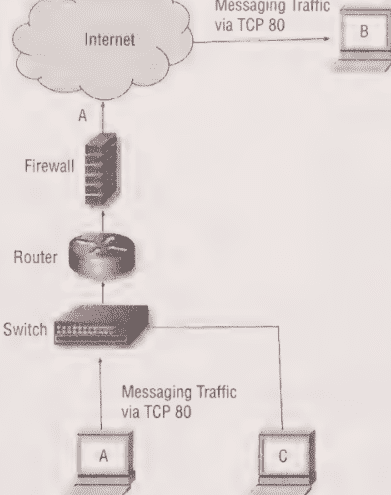 Messaging Traffic
via TCP 80
B
Internet
A
Firewall
Router
Switch
Messaging Traffic
via TCP 80
A
C